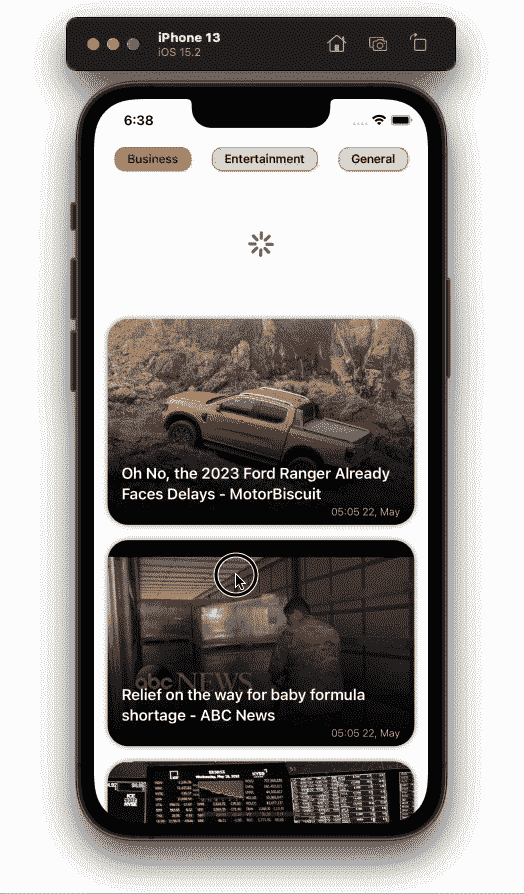 iPhone 13
iOS 15.2
6:38
Business
Entertainment
General
Oh No, the 2023 Ford Ranger Already
Faces Delays - MotorBiscuit
05:05 22, May
abc NEWS
Relief on the way for baby formula
shortage - ABC News
05:05 22, May